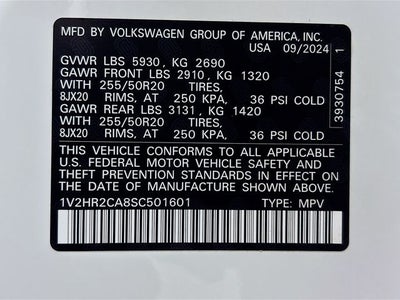 MFD BY VOLKSWAGEN GROUP OF AMERICA, INC.
USA 09/2024
GVWR LBS 5930, KG 2690
GAWR FRONT LBS 2910, KG 1320
WITH 255/50R20 TIRES,
8JX20 RIMS, AT 250 KPA, 36 PSI COLD
GAWR REAR LBS 3131, KG 1420
WITH 255/50R20 TIRES,
8JX20 RIMS, AT 250 KPA, 36 PSI COLD
THIS VEHICLE CONFORMS TO ALL APPLICABLE
U.S. FEDERAL MOTOR VEHICLE SAFETY AND
THEFT PREVENTION STANDARDS IN EFFECT ON
THE DATE OF MANUFACTURE SHOWN ABOVE.
1V2HR2CA8SC501601 TYPE: MPV
3930754 1